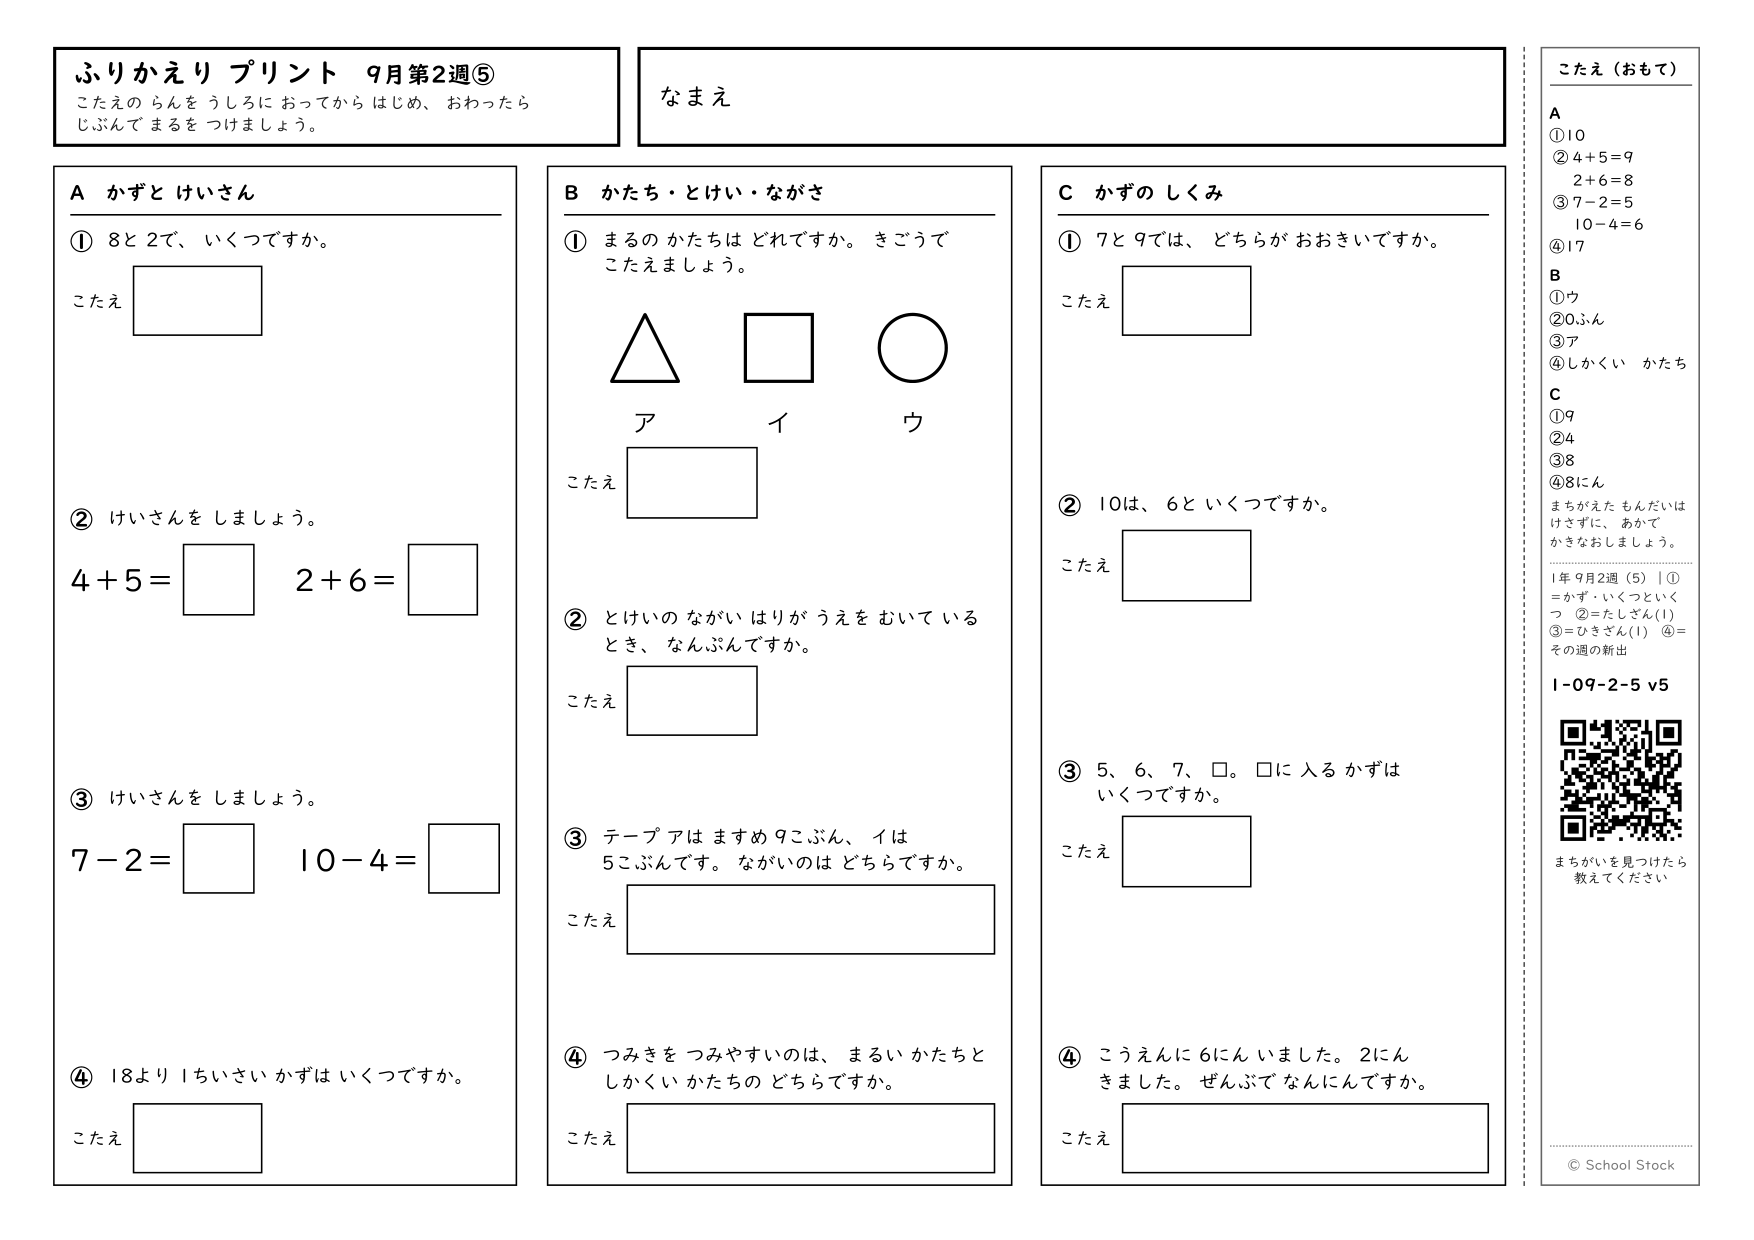 ふりかえり プリント　9月第2週⑤
こたえの らんを うしろに おってから はじめ、 おわったら
じぶんで まるを つけましょう。
なまえ
A　かずと けいさん
① 8と 2で、 いくつですか。
こたえ
② けいさんを しましょう。
4＋5＝　2＋6＝
③ けいさんを しましょう。
7－2＝　10－4＝
④ 18より 1ちいさい かずは いくつですか。
こたえ
B　かたち・とけい・ながさ
① まるの かたちは どれですか。 きごうで
こたえましょう。
ア　イ　ウ
こたえ
② とけいの ながい はりが うえを むいて いる
とき、 なんぷんですか。
こたえ
③ テープ アは ますめ 9こぶん、 イは
5こぶんです。 ながいのは どちらですか。
こたえ
④ つみきを つみやすいのは、 まるい かたちと
しかくい かたちの どちらですか。
こたえ
C　かずの しくみ
① 7と 9では、 どちらが おおきいですか。
こたえ
② 10は、 6と いくつですか。
こたえ
③ 5、 6、 7、 □。 □に 入る かずは
いくつですか。
こたえ
④ こうえんに 6にん いました。 2にん
きました。 ぜんぶで なんにんですか。
こたえ
こたえ（おもて）
A
①10
②4＋5＝9
2＋6＝8
③7－2＝5
10－4＝6
④17
B
①ウ
②0ふん
③ア
④しかくい　かたち
C
①9
②4
③8
④8にん
まちがえた もんだいは
けさずに、 あかで
かきなおしましょう。
1年 9月2週（5）｜①
＝かず・いくつといく
つ　②＝たしざん(1)
③＝ひきざん(1)　④＝
その週の新出
1-09-2-5 v5
まちがいを見つけたら
教えてください
© School Stock